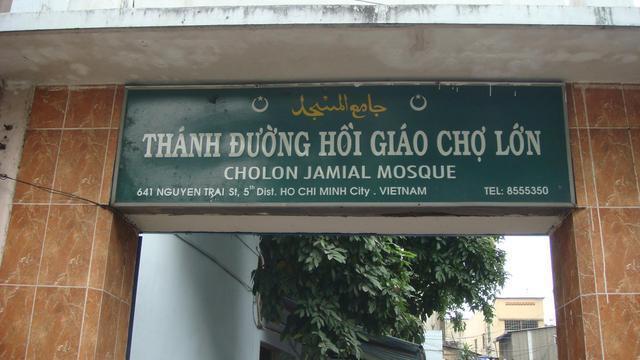 جامع المسجد
THÁNH ĐƯỜNG HỒI GIÁO CHỢ LỚN
CHOLON JAMIAL MOSQUE
641 NGUYEN TRAI St, 5th Dist. HO CHI MINH City . VIETNAM TEL: 8555350